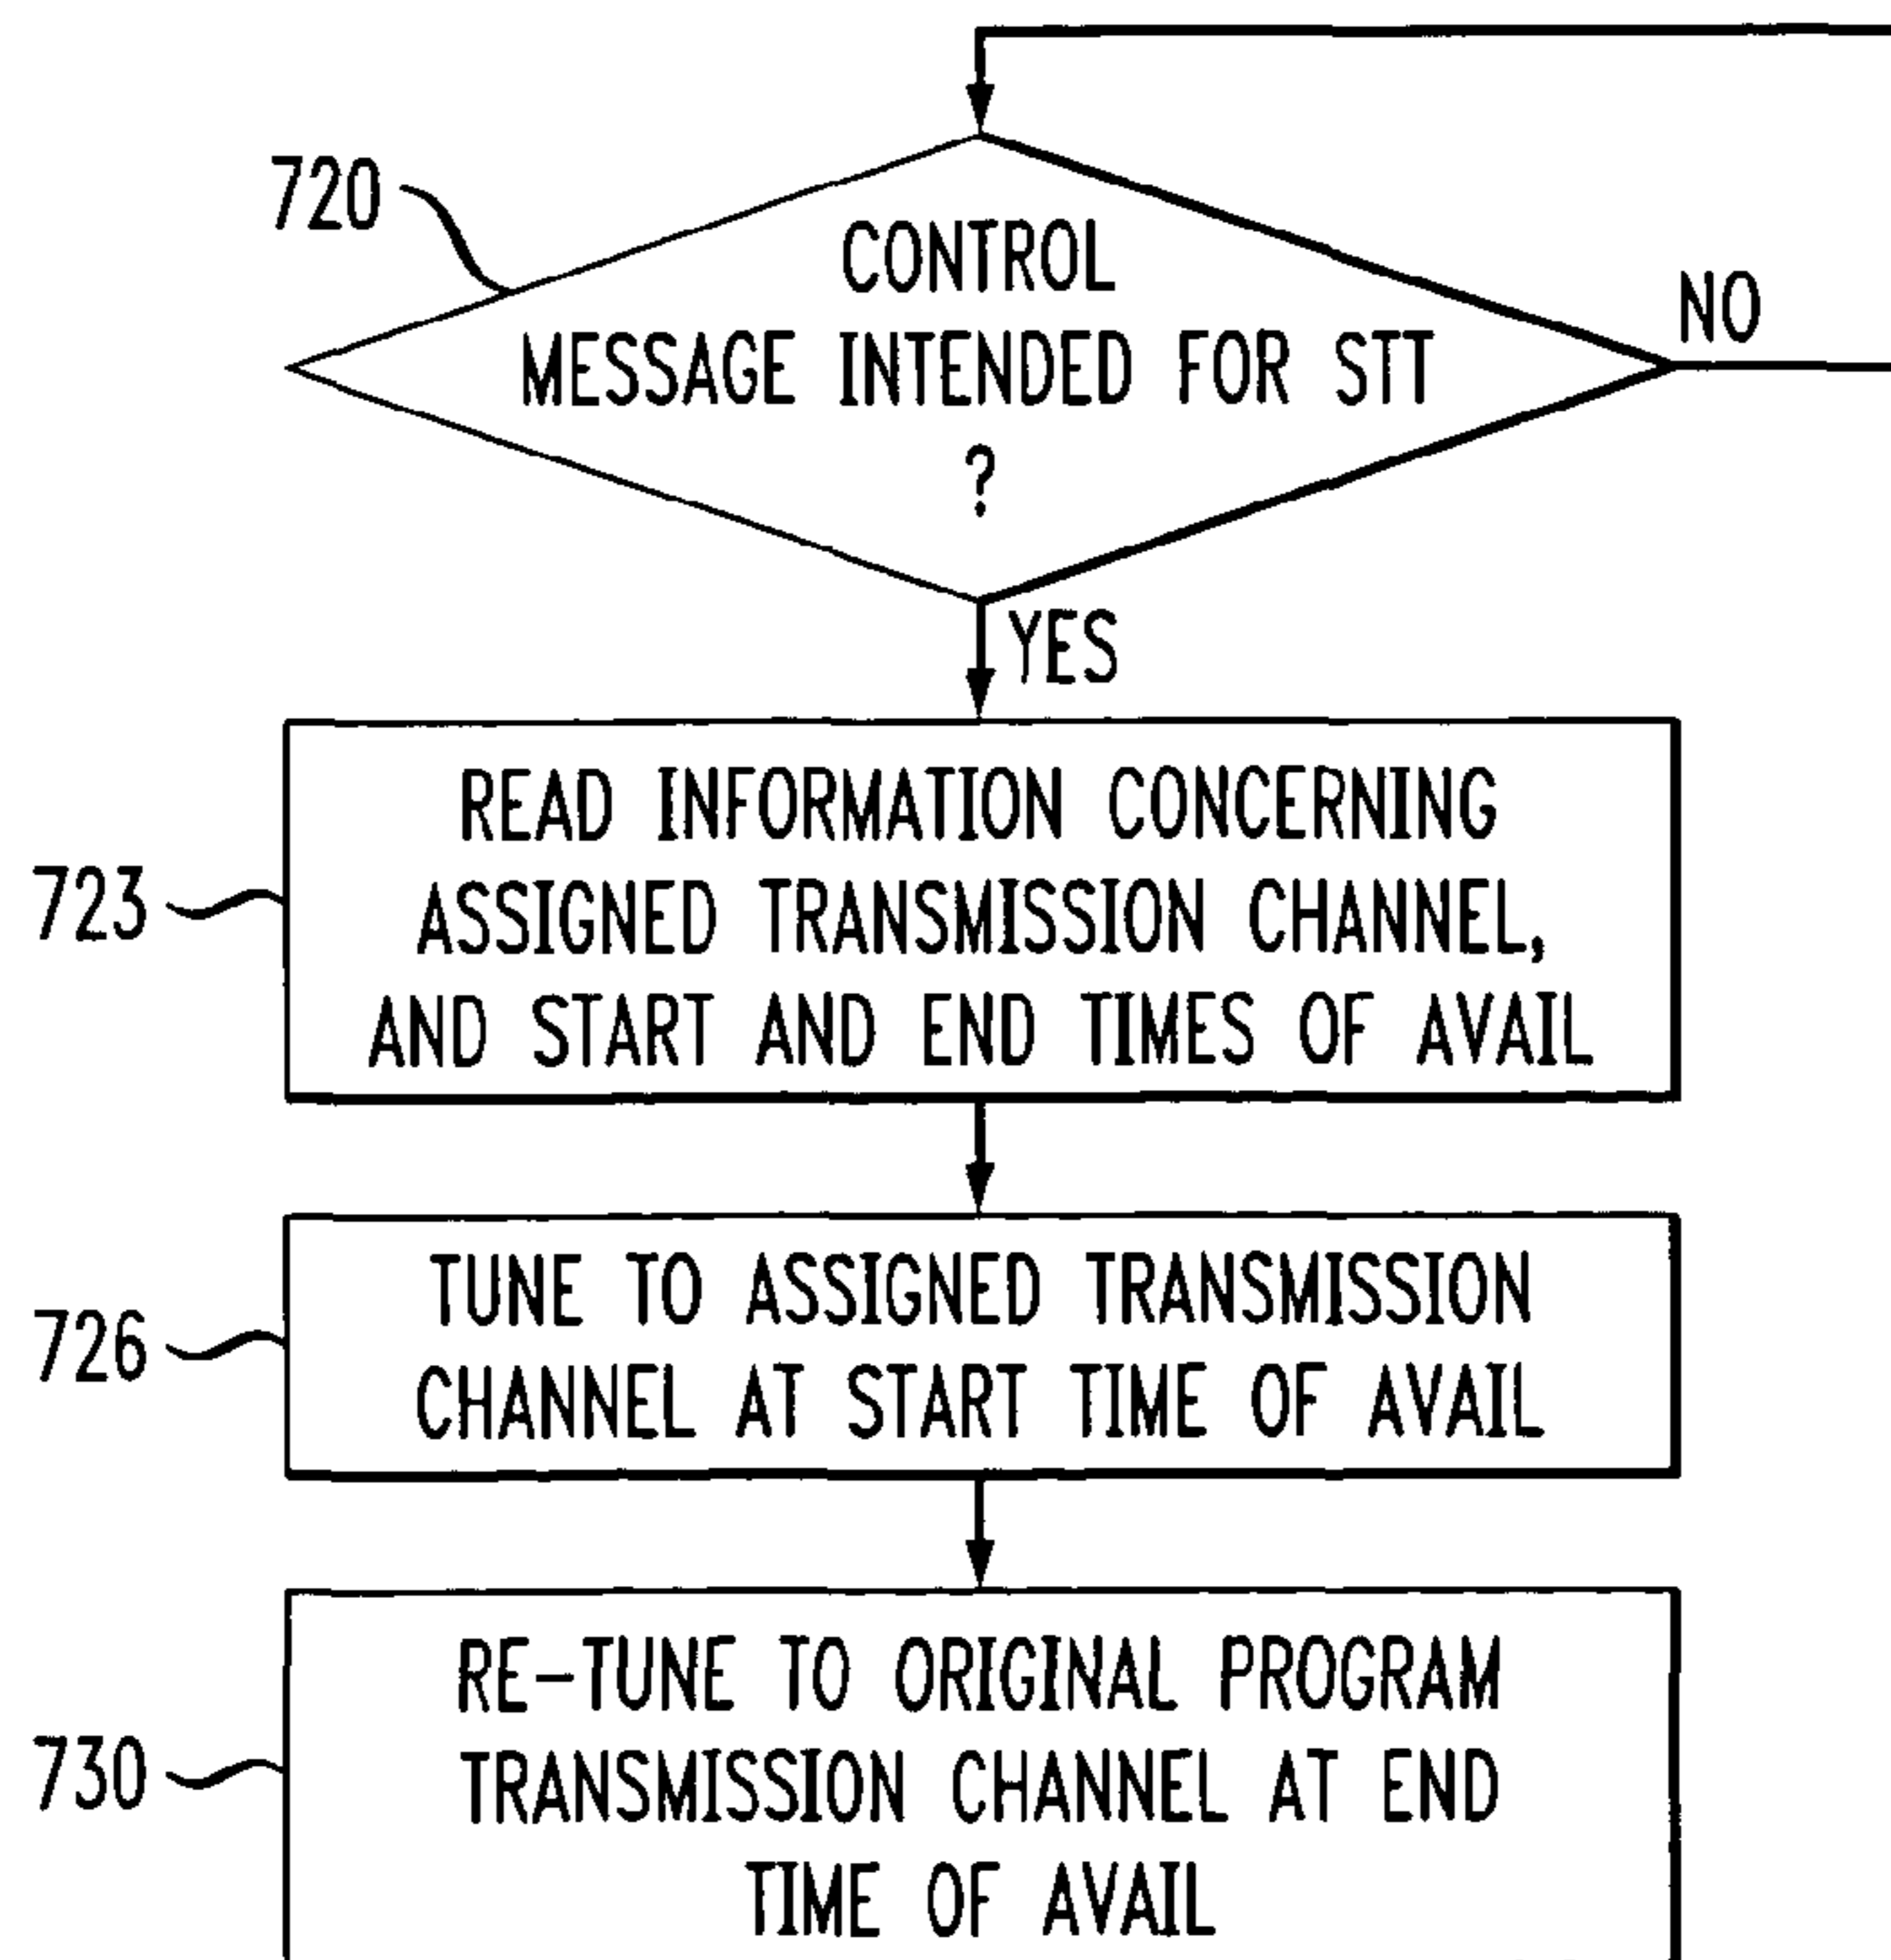 720
CONTROL
MESSAGE INTENDED FOR STT
?
NO
YES
723
READ INFORMATION CONCERNING
ASSIGNED TRANSMISSION CHANNEL,
AND START AND END TIMES OF AVAIL
726
TUNE TO ASSIGNED TRANSMISSION
CHANNEL AT START TIME OF AVAIL
730
RE-TUNE TO ORIGINAL PROGRAM
TRANSMISSION CHANNEL AT END
TIME OF AVAIL